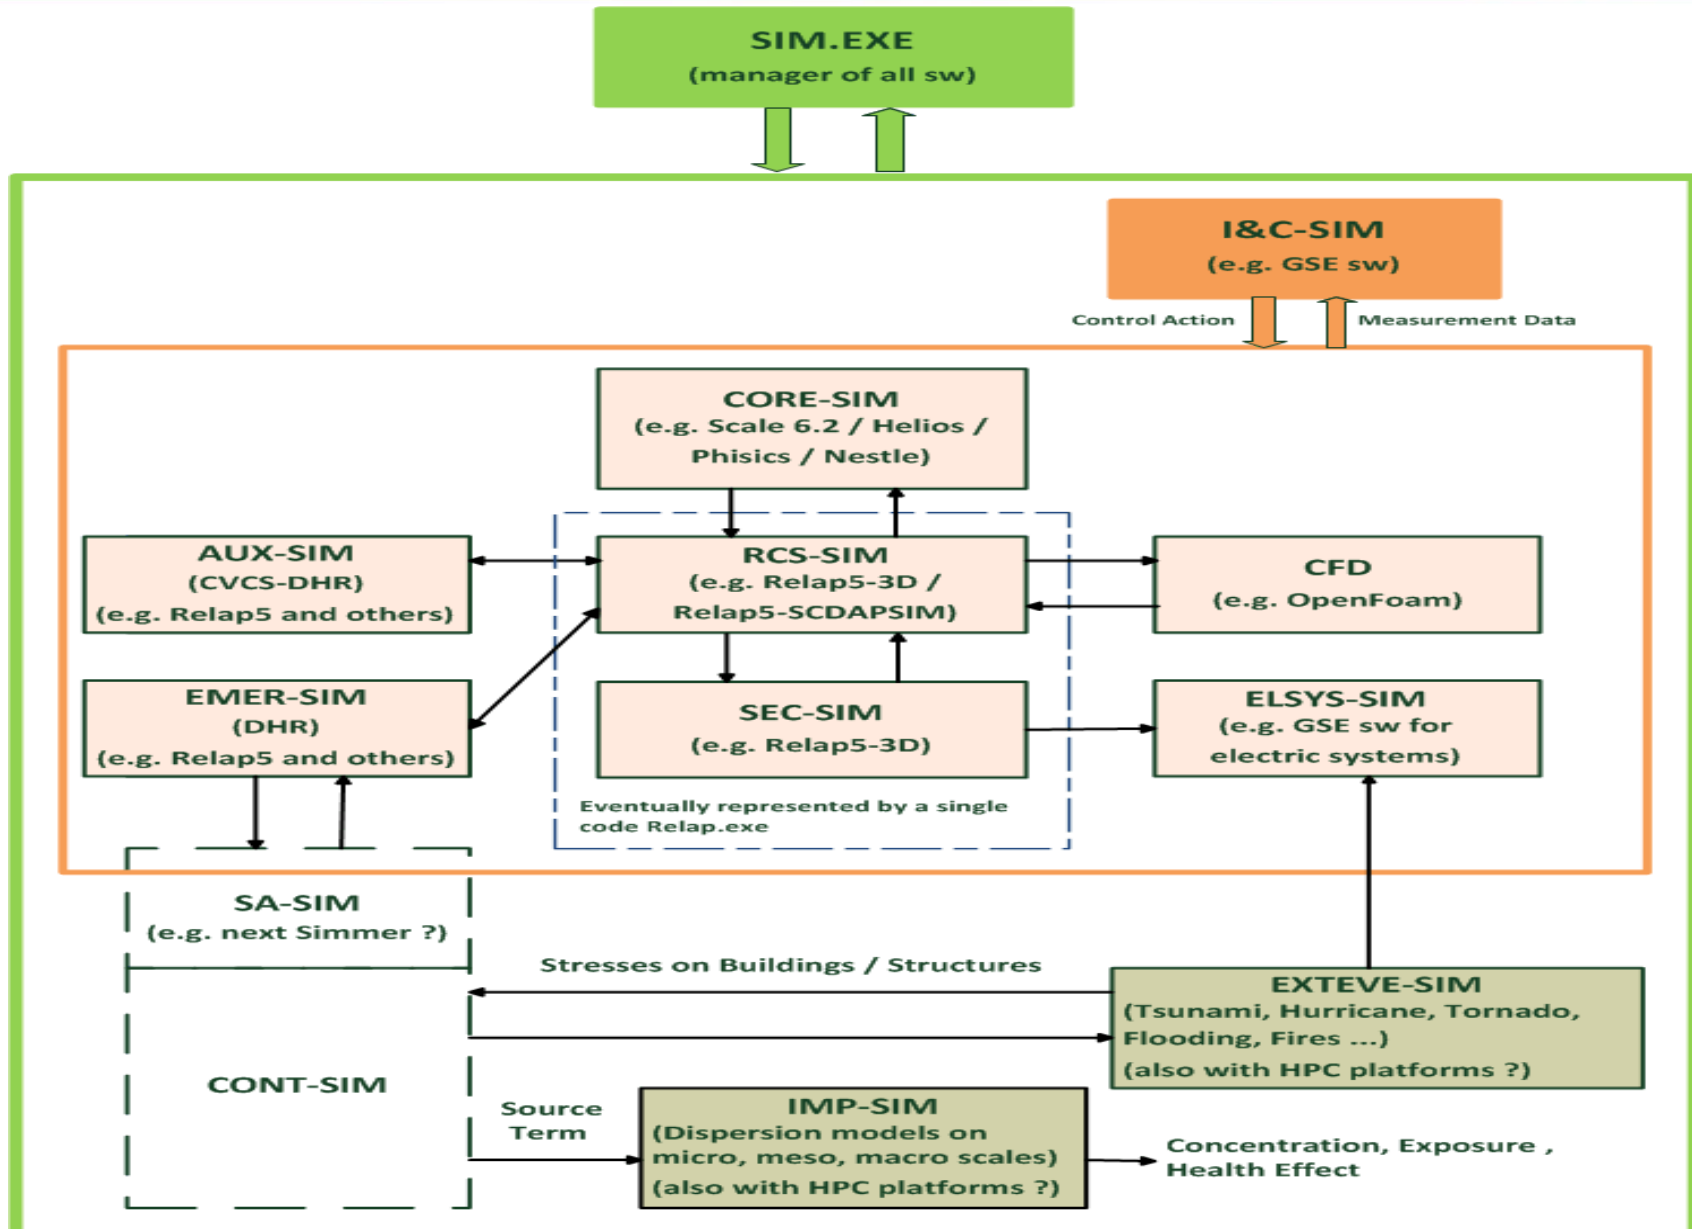 SIM.EXE
(manager of all sw)
I&C-SIM
(e.g. GSE sw)
Control Action
Measurement Data
CORE-SIM
(e.g. Scale 6.2 / Helios /
Phisics / Nestle)
AUX-SIM
(CVCS-DHR)
(e.g. Relap5 and others)
RCS-SIM
(e.g. Relap5-3D /
Relap5-SCDAPSIM)
CFD
(e.g. OpenFoam)
EMER-SIM
(DHR)
(e.g. Relap5 and others)
SEC-SIM
(e.g. Relap5-3D)
ELSYS-SIM
(e.g. GSE sw for
electric systems)
Eventually represented by a single
code Relap.exe
SA-SIM
(e.g. next Simmer ?)
Stresses on Buildings / Structures
EXTEVE-SIM
(Tsunami, Hurricane, Tornado,
Flooding, Fires ...)
(also with HPC platforms ?)
CONT-SIM
Source
Term
IMP-SIM
(Dispersion models on
micro, meso, macro scales)
(also with HPC platforms ?)
Concentration, Exposure ,
Health Effect